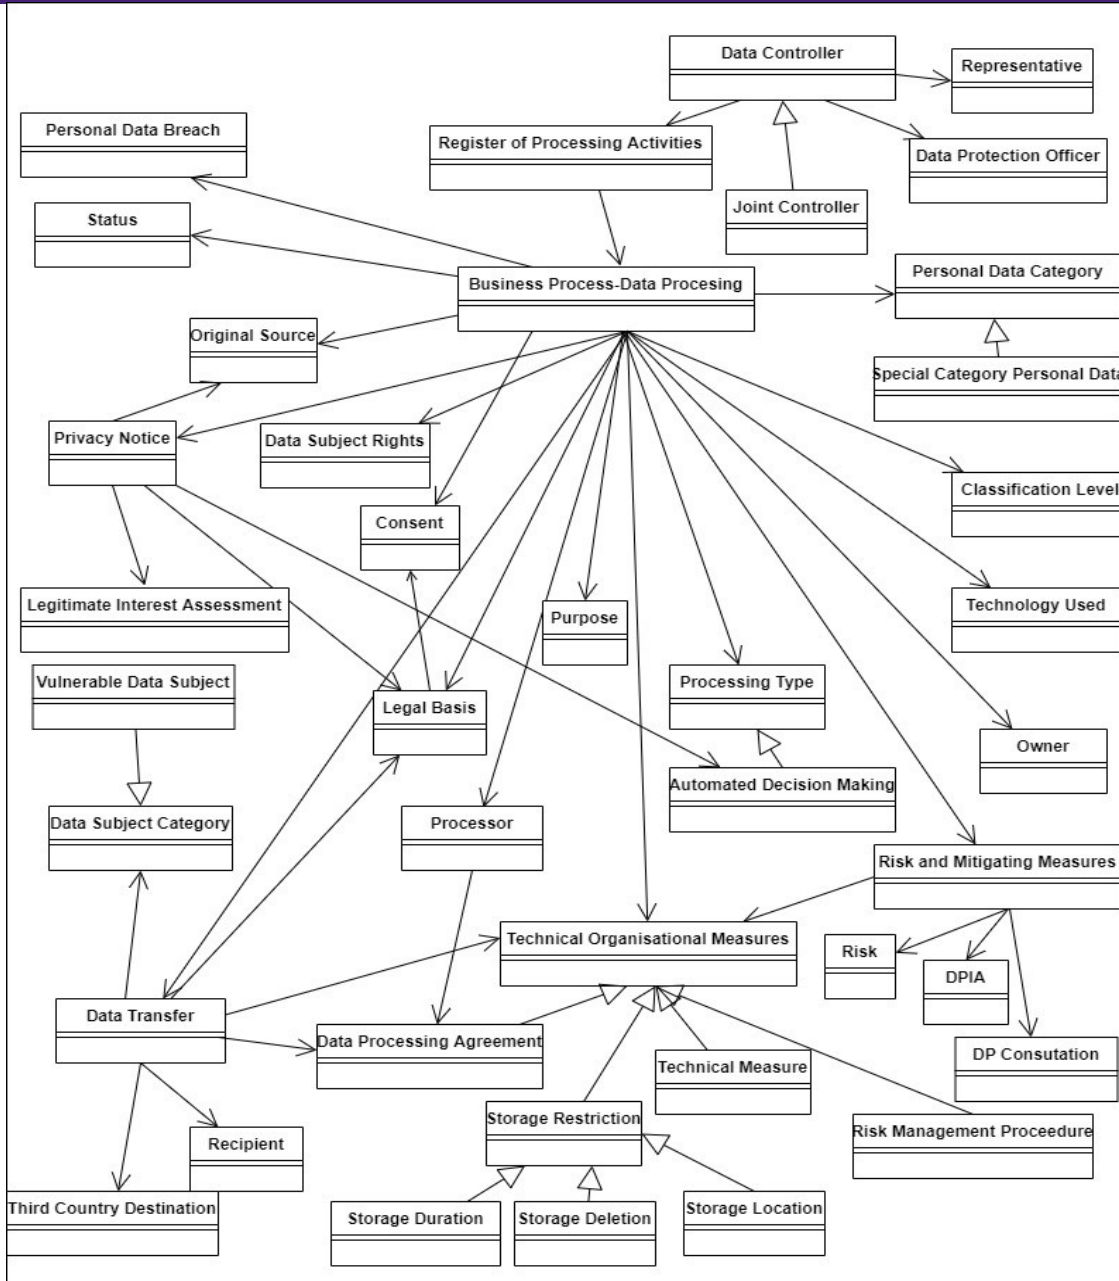 Data Controller
Representative
Personal Data Breach
Register of Processing Activities
Data Protection Officer
Joint Controller
Status
Business Process-Data Procesing
Personal Data Category
Original Source
Special Category Personal Data
Privacy Notice
Data Subject Rights
Classification Level
Consent
Legitimate Interest Assessment
Purpose
Technology Used
Vulnerable Data Subject
Processing Type
Legal Basis
Owner
Automated Decision Making
Data Subject Category
Processor
Risk and Mitigating Measures
Technical Organisational Measures
Risk
DPIA
Data Transfer
Data Processing Agreement
DP Consutation
Technical Measure
Storage Restriction
Risk Management Proceedure
Recipient
Third Country Destination
Storage Duration
Storage Deletion
Storage Location